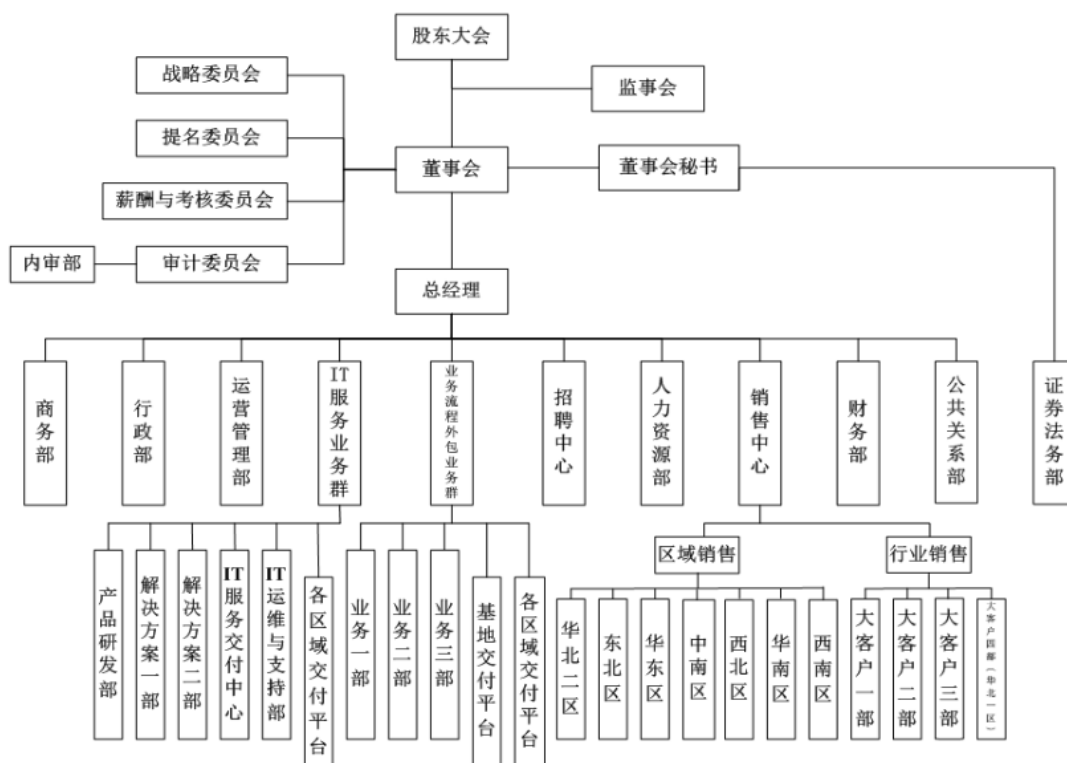 股东大会
战略委员会
监事会
提名委员会
董事会
董事会秘书
薪酬与考核委员会
内审部
审计委员会
总经理
商务部
行政部
运营管理部
IT服务业务群
业务流程外包业务群
招聘中心
人力资源部
销售中心
财务部
公共关系部
证券法务部
区域销售
行业销售
产品研发部
解决方案一部
解决方案二部
IT服务交付中心
IT运维与支持部
各区域交付平台
业务一部
业务二部
业务三部
基地交付平台
各区域交付平台
华北二区
东北区
华东区
中南区
西北区
华南区
西南区
大客户一部
大客户二部
大客户三部
大客户四部（华北一区）